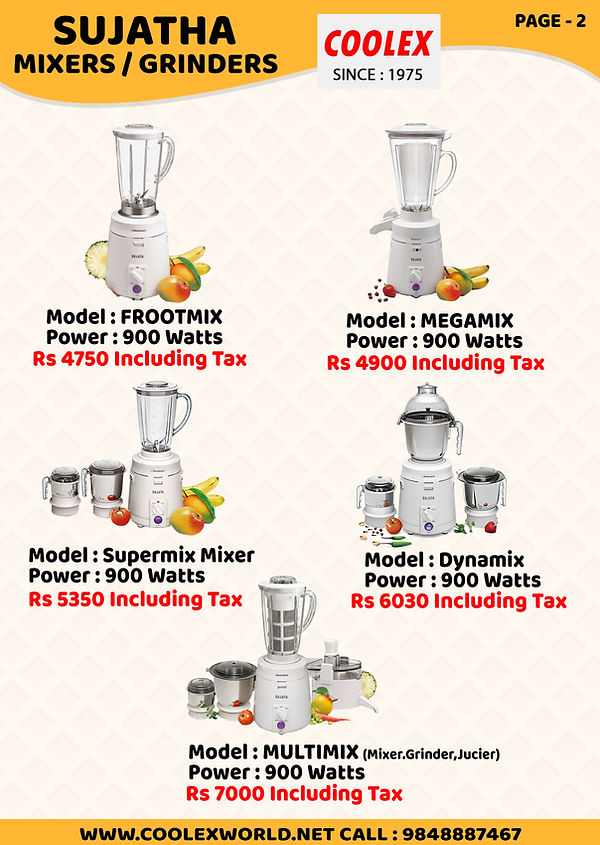 SUJATHA
MIXERS / GRINDERS
COOLEX
SINCE : 1975
PAGE - 2
Model : FROOTMIX
Power : 900 Watts
Rs 4750 Including Tax
Model : MEGAMIX
Power : 900 Watts
Rs 4900 Including Tax
Model : Supermix Mixer
Power : 900 Watts
Rs 5350 Including Tax
Model : Dynamix
Power : 900 Watts
Rs 6030 Including Tax
Model : MULTIMIX (Mixer.Grinder,Jucier)
Power : 900 Watts
Rs 7000 Including Tax
WWW.COOLEXWORLD.NET CALL : 9848887467